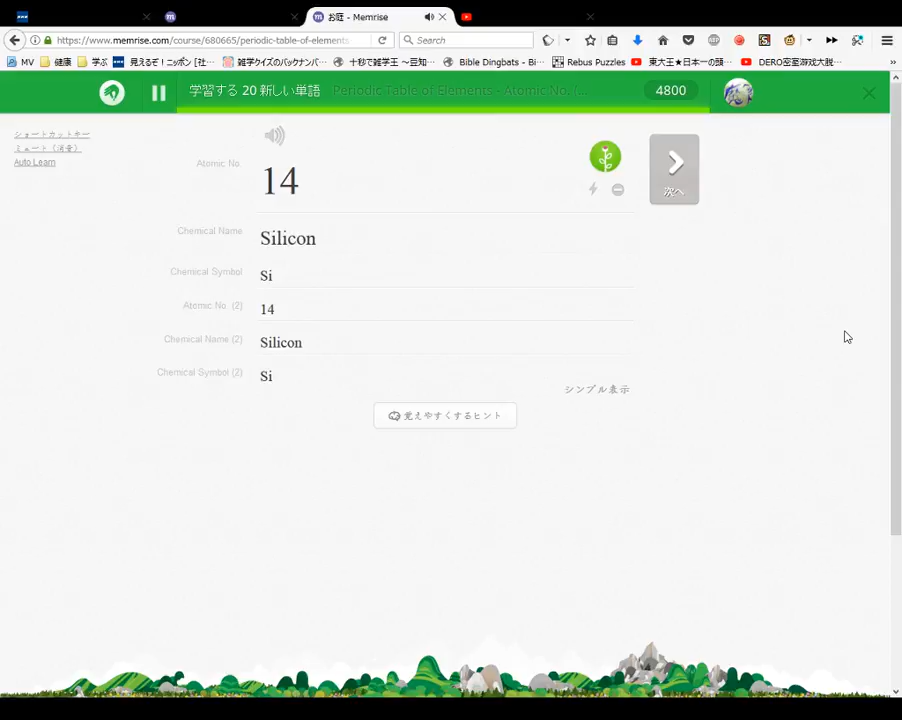 お庭 - Memrise
https://www.memrise.com/course/680665/periodic-table-of-elements.
Search
MV
健康
学ぶ
見えるぞ！ニッポン [社…
雑学クイズのバックナンバ…
十秒で雑学王 ～豆知…
Bible Dingbats - Bi…
Rebus Puzzles
東大王★日本一の頭…
DERO密室游戏大脱…
学習する 20 新しい単語
Periodic Table of Elements - Atomic No. /…
4800
ショートカットキー
ミュート（消音）
Auto Learn
Atomic No.
14
次へ
Chemical Name
Silicon
Chemical Symbol
Si
Atomic No. (2)
14
Chemical Name (2)
Silicon
Chemical Symbol (2)
Si
シンプル表示
覚えやすくするヒント